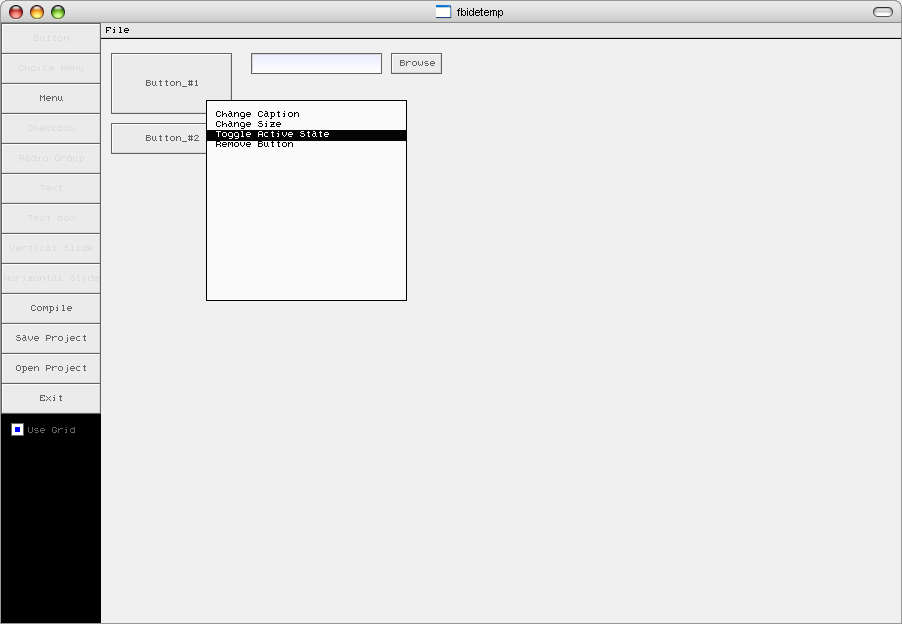 fbidetemp
File
Button
Choice Menu
Menu
Checkbox
Radio Group
Text
Text box
Vertical Slide
Horizontal Slide
Compile
Save Project
Open Project
Exit
Use Grid
Button_#1
Browse
Button_#2
Change Caption
Change Size
Toggle Active State
Remove Button